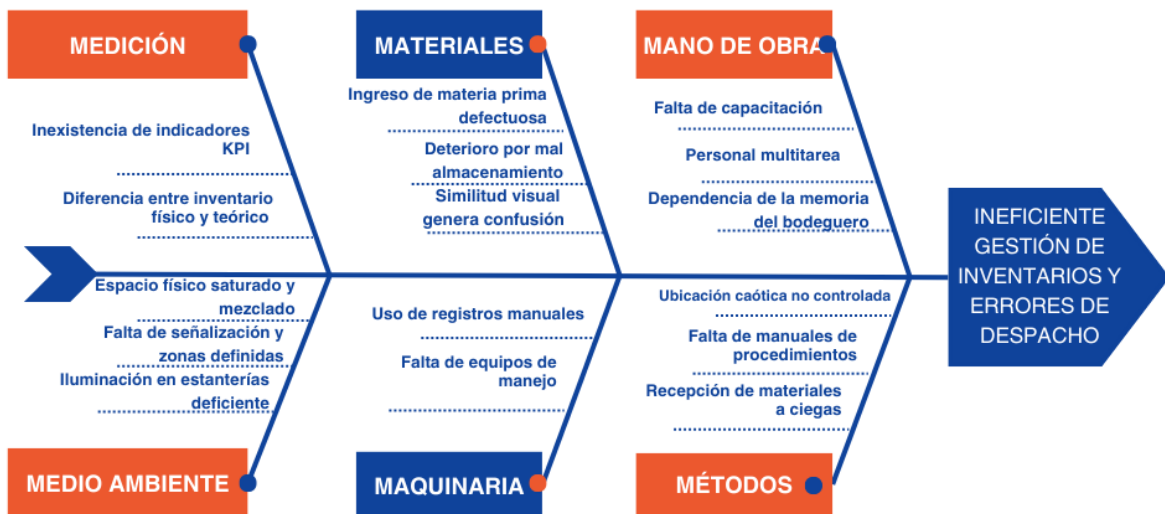 MEDICIÓN
MATERIALES
MANO DE OBRA
Inexistencia de indicadores
KPI
Diferencia entre inventario
físico y teórico
Ingreso de materia prima
defectuosa
Deterioro por mal
almacenamiento
Similitud visual
genera confusión
Falta de capacitación
Personal multitarea
Dependencia de la memoria
del bodeguero
INEFICIENTE
GESTIÓN DE
INVENTARIOS Y
ERRORES DE
DESPACHO
Espacio físico saturado y
mezclado
Falta de señalización y
zonas definidas
Iluminación en estanterías
deficiente
Uso de registros manuales
Falta de equipos de
manejo
Ubicación caótica no controlada
Falta de manuales de
procedimientos
Recepción de materiales
a ciegas
MEDIO AMBIENTE
MAQUINARIA
MÉTODOS